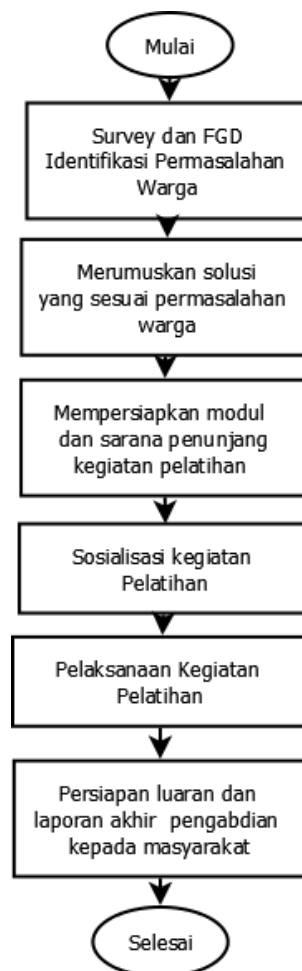 Mulai
Survey dan FGD
Identifikasi Permasalahan
Warga
Merumuskan solusi
yang sesuai permasalahan
warga
Mempersiapkan modul
dan sarana penunjang
kegiatan pelatihan
Sosialisasi kegiatan
Pelatihan
Pelaksanaan Kegiatan
Pelatihan
Persiapan luaran dan
laporan akhir pengabdian
kepada masyarakat
Selesai